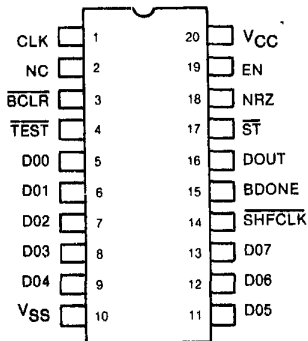 CLK 1 20 VCC
NC 2 19 EN
BCLR 3 18 NRZ
TEST 4 17 ST
D00 5 16 DOUT
D01 6 15 BDONE
D02 7 14 SHFCLK
D03 8 13 D07
D04 9 12 D06
VSS 10 11 D05